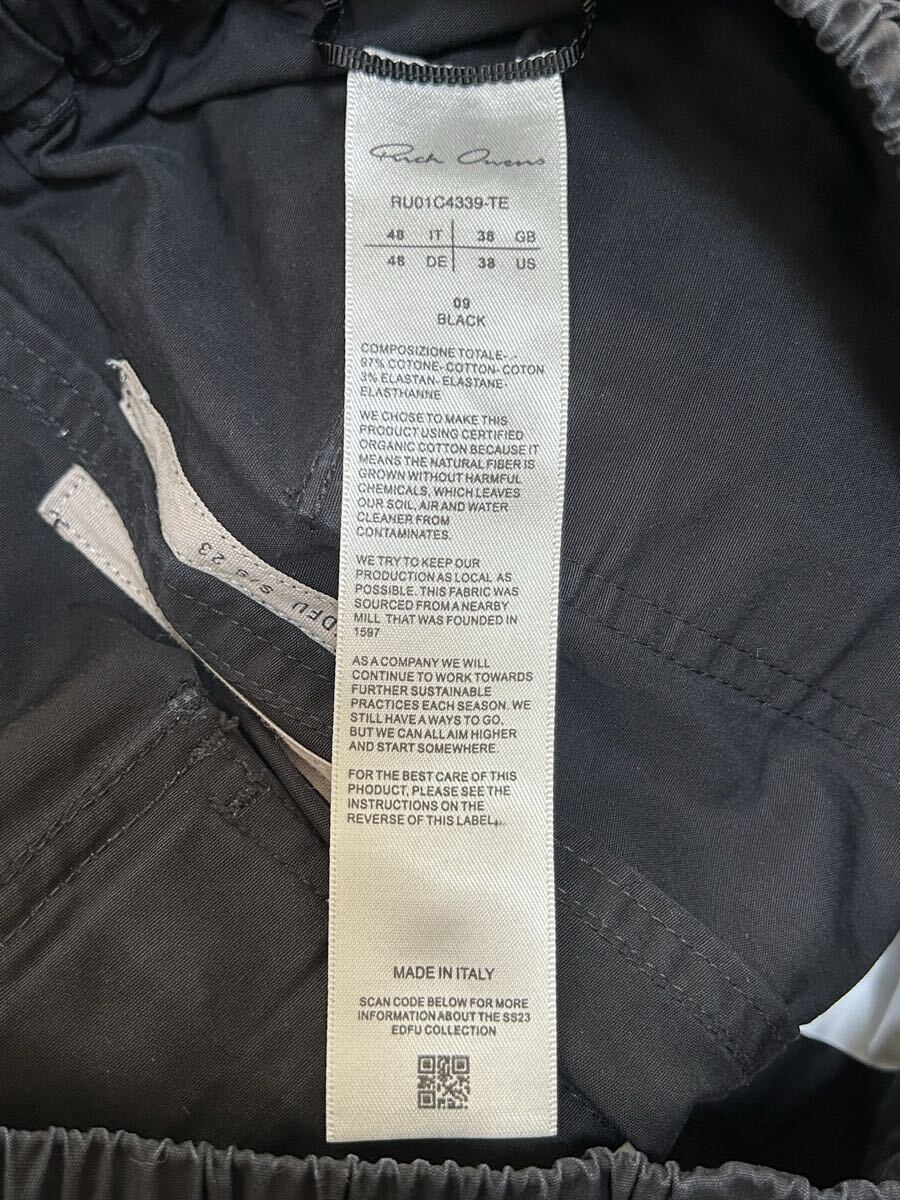 Rick Owens
RU01C4339-TE
48 IT 38 GB
48 DE 38 US
09
BLACK
COMPOSIZIONE TOTALE-.-
97% COTONE-COTTON-COTON
3% ELASTAN-ELASTANE-
ELASTHANNE
WE CHOSE TO MAKE THIS
PRODUCT USING CERTIFIED
ORGANIC COTTON BECAUSE IT
MEANS THE NATURAL FIBER IS
GROWN WITHOUT HARMFUL
CHEMICALS, WHICH LEAVES
OUR SOIL, AIR AND WATER
CLEANER FROM
CONTAMINATES.
WE TRY TO KEEP OUR
PRODUCTION AS LOCAL AS
POSSIBLE. THIS FABRIC WAS
SOURCED FROM A NEARBY
MILL THAT WAS FOUNDED IN
1597
AS A COMPANY WE WILL
CONTINUE TO WORK TOWARDS
FURTHER SUSTAINABLE
PRACTICES EACH SEASON. WE
STILL HAVE A WAYS TO GO,
BUT WE CAN ALL AIM HIGHER
AND START SOMEWHERE.
FOR THE BEST CARE OF THIS
PRODUCT, PLEASE SEE THE
INSTRUCTIONS ON THE
REVERSE OF THIS LABEL.
MADE IN ITALY
SCAN CODE BELOW FOR MORE
INFORMATION ABOUT THE SS23
EDFU COLLECTION
DFU S/S 23